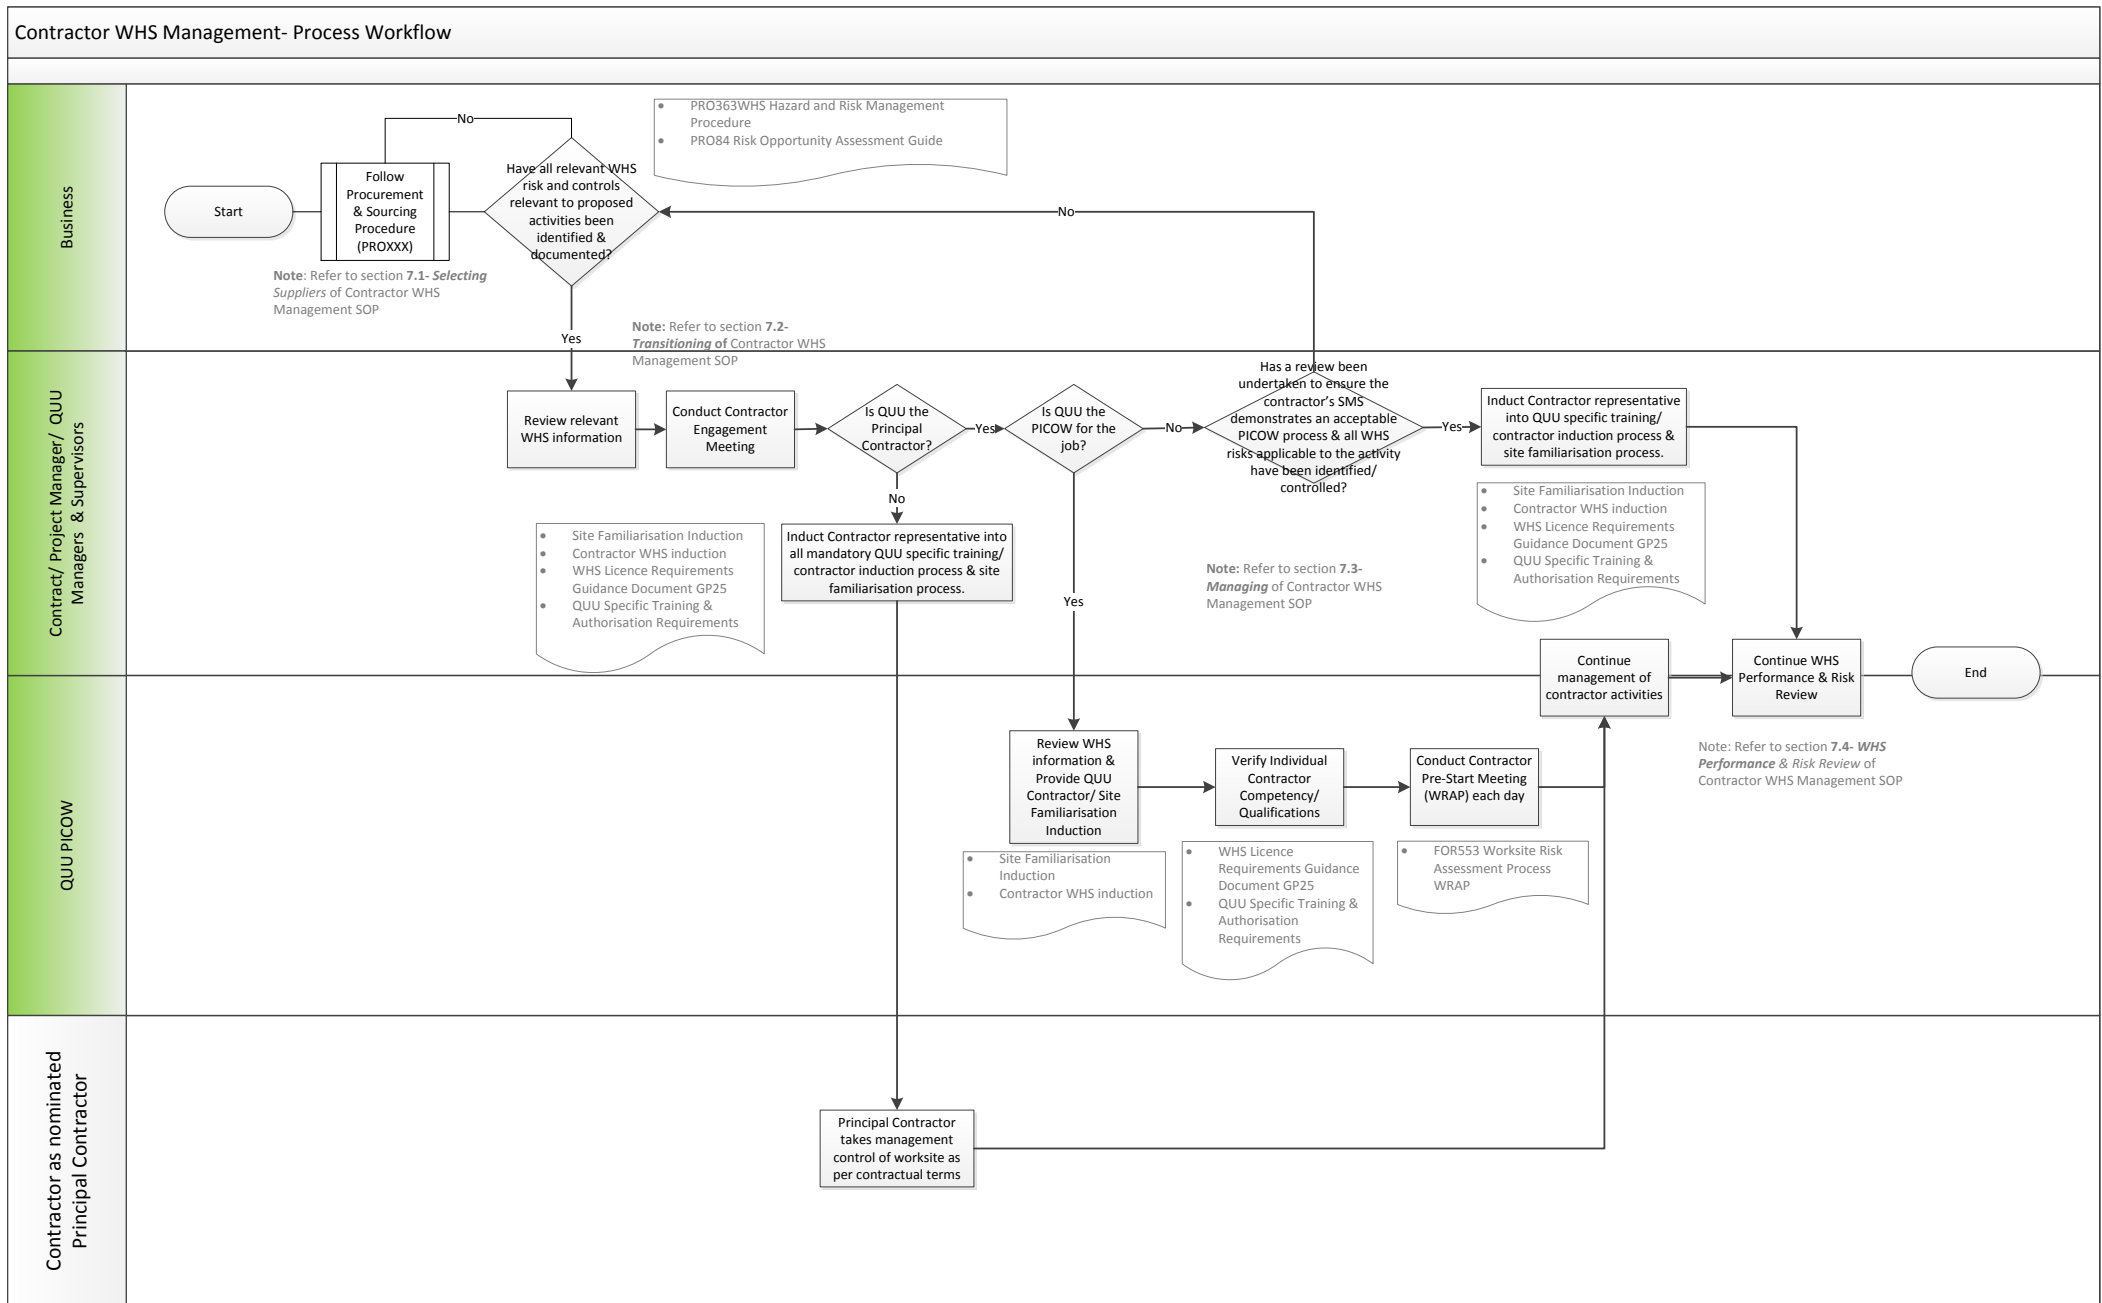 Contractor WHS Management- Process Workflow
Business
Start
Follow
Procurement
& Sourcing
Procedure
(PROXXX)
No
Have all relevant WHS
risk and controls
relevant to proposed
activities been
identified &
documented?
• PRO363WHS Hazard and Risk Management
Procedure
• PRO84 Risk Opportunity Assessment Guide
No
Note: Refer to section 7.1- Selecting
Suppliers of Contractor WHS
Management SOP
Yes
Note: Refer to section 7.2-
Transitioning of Contractor WHS
Management SOP
Contract/ Project Manager/ QUU
Managers & Supervisors
Review relevant
WHS information
Conduct Contractor
Engagement
Meeting
Is QUU the
Principal
Contractor?
Yes
Is QUU the
PICOW for the
job?
No
Has a review been
undertaken to ensure the
contractor's SMS
demonstrates an acceptable
PICOW process & all WHS
risks applicable to the activity
have been identified/
controlled?
Yes
Induct Contractor representative
into QUU specific training/
contractor induction process &
site familiarisation process.
No
• Site Familiarisation Induction
• Contractor WHS induction
• WHS Licence Requirements
Guidance Document GP25
• QUU Specific Training &
Authorisation Requirements
Induct Contractor representative into
all mandatory QUU specific training/
contractor induction process & site
familiarisation process.
Yes
Note: Refer to section 7.3-
Managing of Contractor WHS
Management SOP
• Site Familiarisation Induction
• Contractor WHS induction
• WHS Licence Requirements
Guidance Document GP25
• QUU Specific Training &
Authorisation Requirements
Continue
management of
contractor activities
Continue WHS
Performance & Risk
Review
End
QUU PICOW
Review WHS
information &
Provide QUU
Contractor/ Site
Familiarisation
Induction
Verify Individual
Contractor
Competency/
Qualifications
Conduct Contractor
Pre-Start Meeting
(WRAP) each day
Note: Refer to section 7.4- WHS
Performance & Risk Review of
Contractor WHS Management SOP
• Site Familiarisation
Induction
• Contractor WHS induction
• WHS Licence
Requirements Guidance
Document GP25
• QUU Specific Training &
Authorisation
Requirements
• FOR553 Worksite Risk
Assessment Process
WRAP
Contractor as nominated
Principal Contractor
Principal Contractor
takes management
control of worksite as
per contractual terms